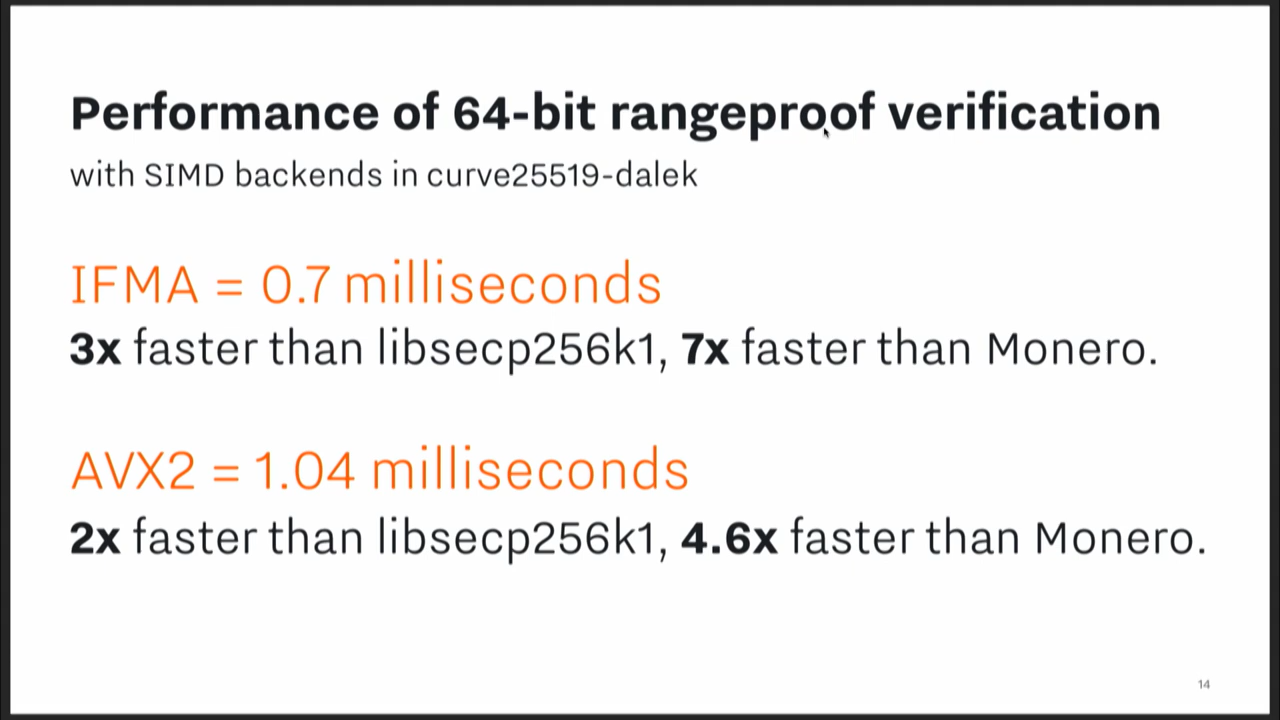 Performance of 64-bit rangeproof verification
with SIMD backends in curve25519-dalek
IFMA = 0.7 milliseconds
3x faster than libsecp256k1, 7x faster than Monero.
AVX2 = 1.04 milliseconds
2x faster than libsecp256k1, 4.6x faster than Monero.
14